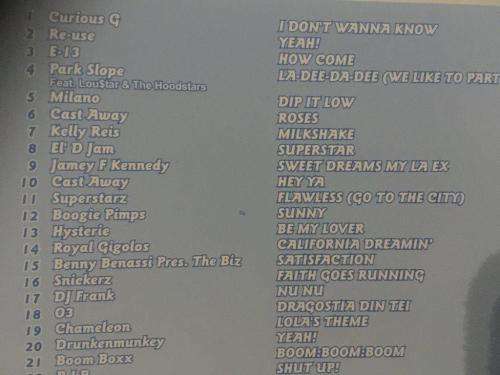 1 Curious G I DON'T WANNA KNOW
2 Re-use YEAH!
3 E-13 HOW COME
4 Park Slope LA-DEE-DA-DEE (WE LIKE TO PART
Feat. LouStar & The Hoodstars
5 Milano DIP IT LOW
6 Cast Away ROSES
7 Kelly Reis MILKSHAKE
8 El' D Jam SUPERSTAR
9 Jamey F Kennedy SWEET DREAMS MY LA EX
10 Cast Away HEY YA
11 Superstarz FLAWLESS (GO TO THE CITY)
12 Boogie Pimps SUNNY
13 Hysterie BE MY LOVER
14 Royal Gigolos CALIFORNIA DREAMIN'
15 Benny Benassi Pres. The Biz SATISFACTION
16 Snickerz FAITH GOES RUNNING
17 DJ Frank NU NU
18 O3 DRAGOSTIA DIN TEI
19 Chameleon LOLA'S THEME
20 Drunkenmunkey YEAH!
21 Boom Boxx BOOM:BOOM:BOOM
SHUT UP!